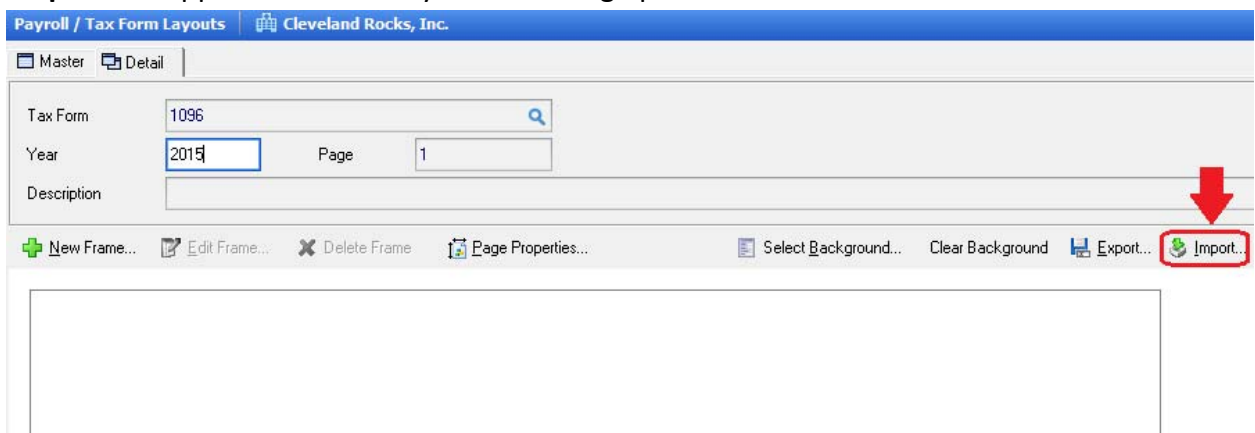 Payroll / Tax Form Layouts Cleveland Rocks, Inc.
Master Detail
Tax Form 1096
Year 2015 Page 1
Description
New Frame... Edit Frame... Delete Frame Page Properties... Select Background... Clear Background Export... Import...